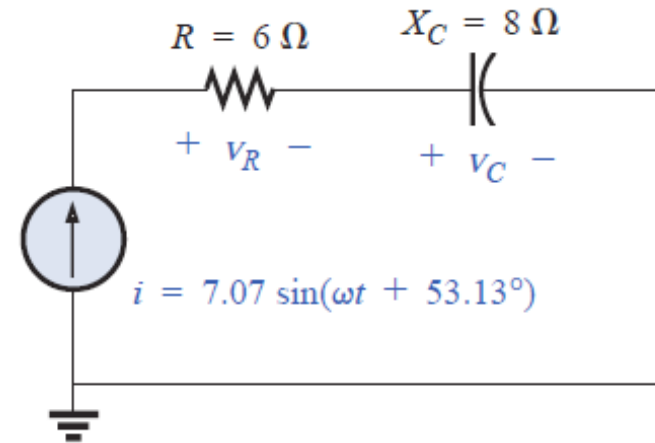 R = 6 Ω
X_C = 8 Ω
+ v_R −
+ v_C −
i = 7.07 sin(ωt + 53.13°)